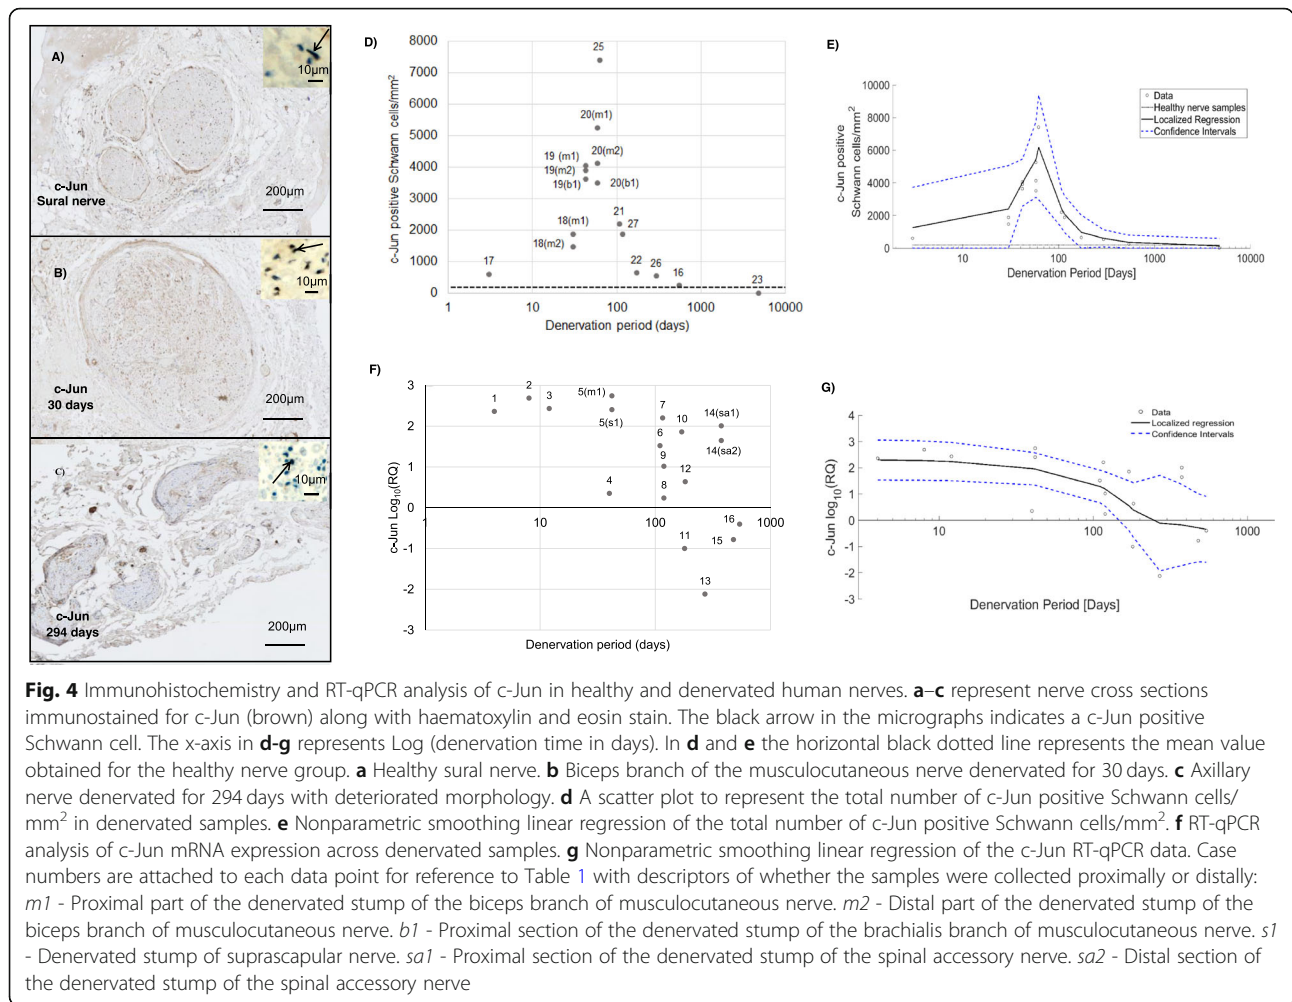 A)
10µm
c-Jun
Sural nerve
200µm
B)
10µm
c-Jun
30 days
200µm
C)
10µm
c-Jun
294 days
200µm
D)
c-Jun positive Schwann cells/mm²
8000
7000
6000
5000
4000
3000
2000
1000
0
25
20(m1)
19 (m1)
20(m2)
19(m2)
19(b1)
20(b1)
21
18(m1)
27
18(m2)
17
22
26
16
23
1
10
100
1000
10000
Denervation period (days)
E)
c-Jun positive
Schwann cells/mm²
10000
8000
6000
4000
2000
0
Data
Healthy nerve samples
Localized Regression
Confidence Intervals
10
100
1000
10000
Denervation Period [Days]
F)
c-Jun Log₁₀(RQ)
3
2
1
0
-1
-2
-3
1
2
3
5(m1)
5(s1)
4
7
10
14(sa1)
6
14(sa2)
9
12
8
16
11
15
13
1
10
100
1000
Denervation period (days)
G)
c-Jun log₁₀(RQ)
4
3
2
1
0
-1
-2
-3
Data
Localized regression
Confidence Intervals
10
100
1000
Denervation Period [Days]
Fig. 4 Immunohistochemistry and RT-qPCR analysis of c-Jun in healthy and denervated human nerves. a–c represent nerve cross sections
immunostained for c-Jun (brown) along with haematoxylin and eosin stain. The black arrow in the micrographs indicates a c-Jun positive
Schwann cell. The x-axis in d-g represents Log (denervation time in days). In d and e the horizontal black dotted line represents the mean value
obtained for the healthy nerve group. a Healthy sural nerve. b Biceps branch of the musculocutaneous nerve denervated for 30 days. c Axillary
nerve denervated for 294 days with deteriorated morphology. d A scatter plot to represent the total number of c-Jun positive Schwann cells/
mm² in denervated samples. e Nonparametric smoothing linear regression of the total number of c-Jun positive Schwann cells/mm². f RT-qPCR
analysis of c-Jun mRNA expression across denervated samples. g Nonparametric smoothing linear regression of the c-Jun RT-qPCR data. Case
numbers are attached to each data point for reference to Table 1 with descriptors of whether the samples were collected proximally or distally:
m1 - Proximal part of the denervated stump of the biceps branch of musculocutaneous nerve. m2 - Distal part of the denervated stump of the
biceps branch of musculocutaneous nerve. b1 - Proximal section of the denervated stump of the brachialis branch of musculocutaneous nerve. s1
- Denervated stump of suprascapular nerve. sa1 - Proximal section of the denervated stump of the spinal accessory nerve. sa2 - Distal section of
the denervated stump of the spinal accessory nerve